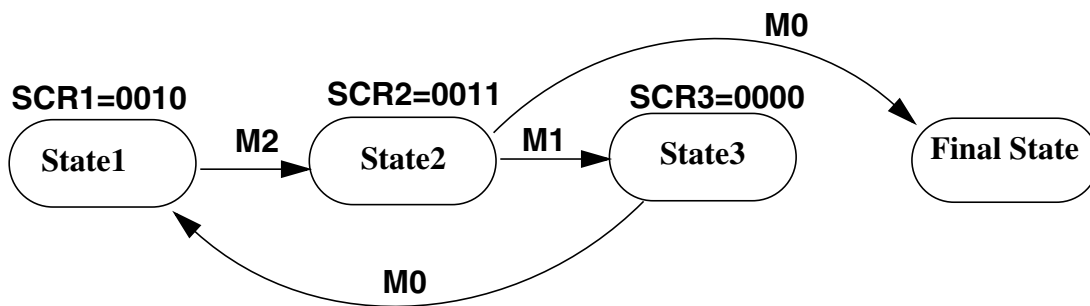 M0
SCR1=0010
SCR2=0011
SCR3=0000
State1
M2
State2
M1
State3
Final State
M0